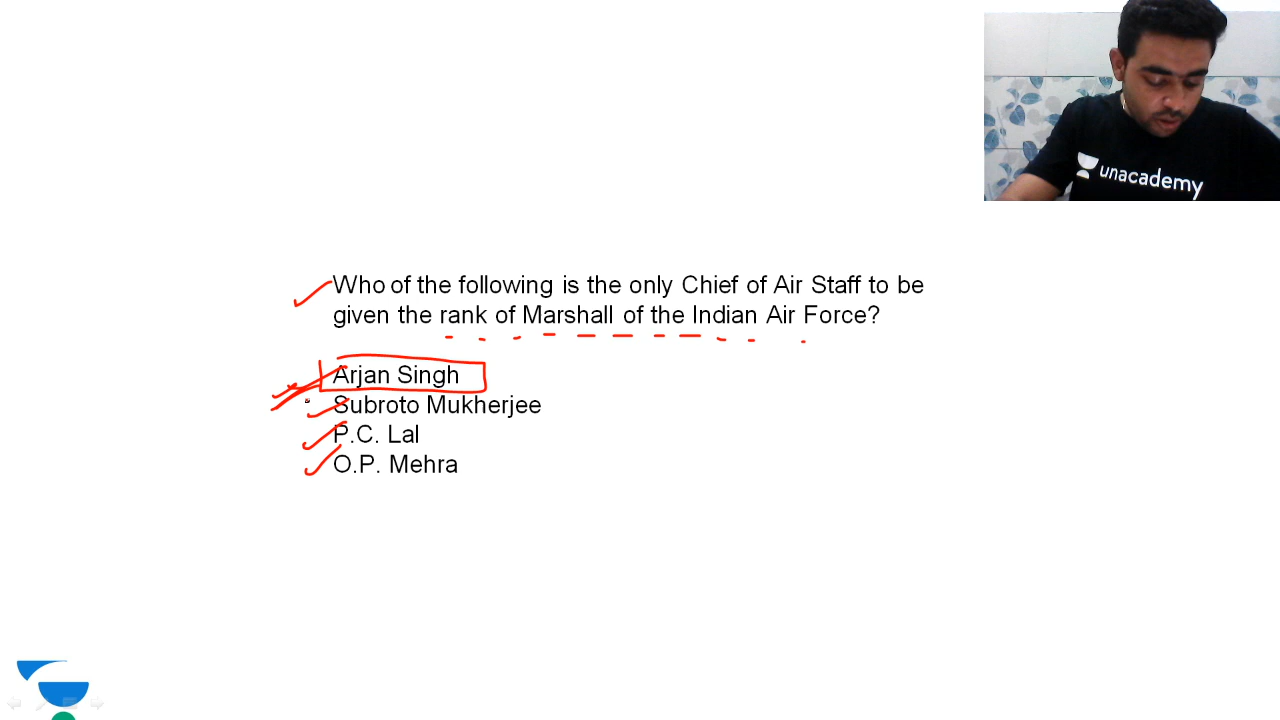 unacademy
Who of the following is the only Chief of Air Staff to be
given the rank of Marshall of the Indian Air Force?
Arjan Singh
Subroto Mukherjee
P.C. Lal
O.P. Mehra